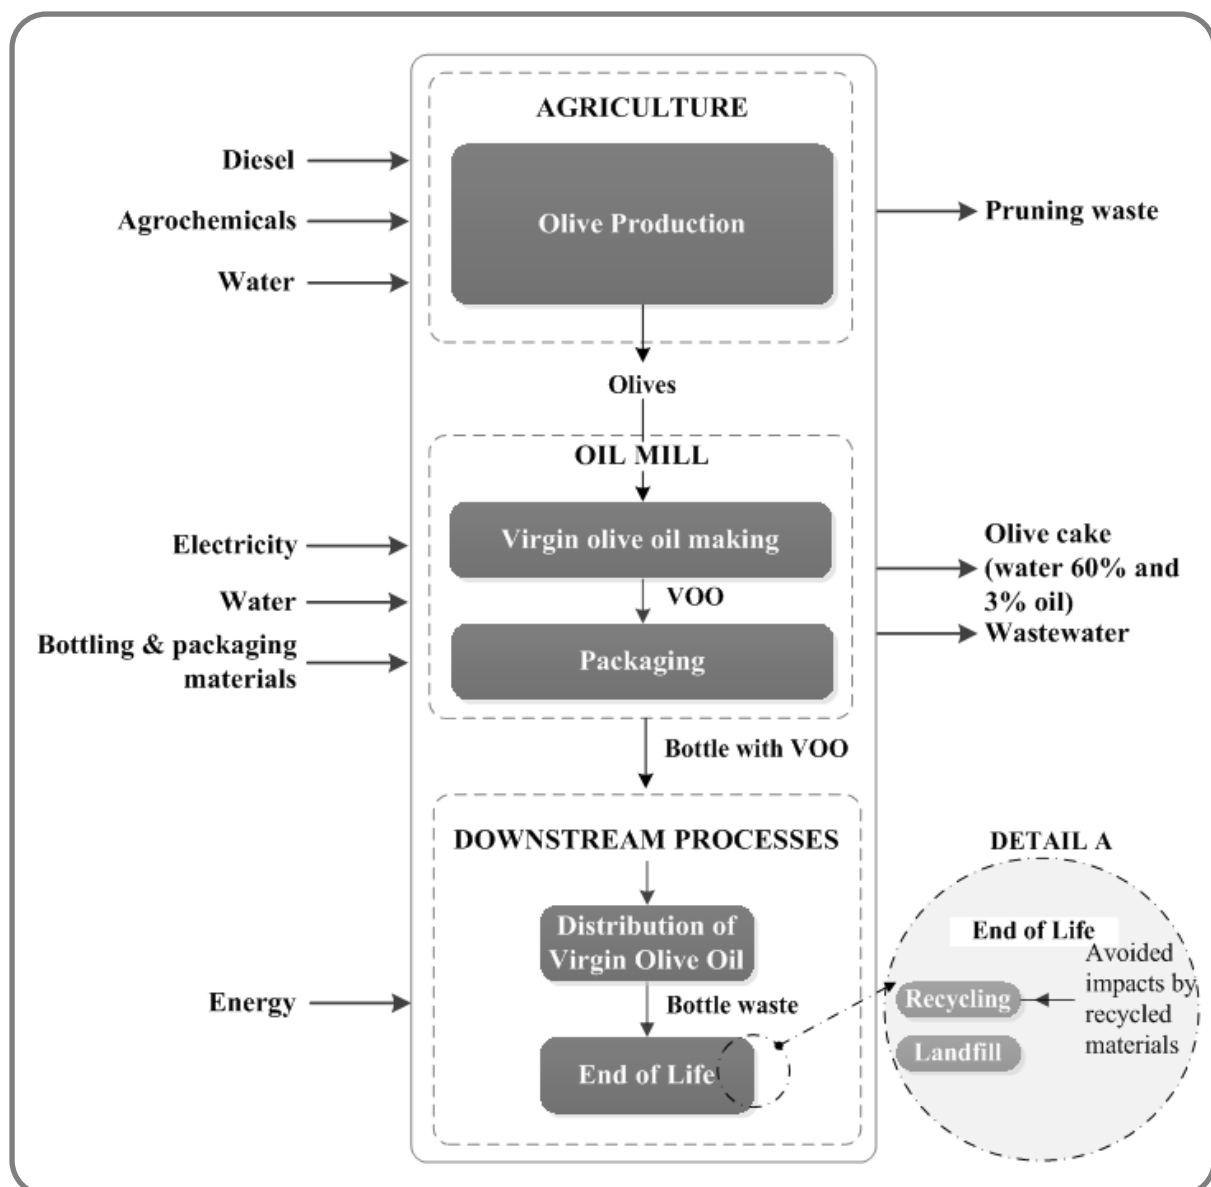 AGRICULTURE
Diesel
Agrochemicals
Water
Olive Production
Pruning waste
Olives
OIL MILL
Electricity
Water
Bottling & packaging
materials
Virgin olive oil making
VOO
Packaging
Olive cake
(water 60% and
3% oil)
Wastewater
Bottle with VOO
DOWNSTREAM PROCESSES
Distribution of
Virgin Olive Oil
Energy
Bottle waste
End of Life
DETAIL A
End of Life
Avoided
impacts by
recycled
materials
Recycling
Landfill